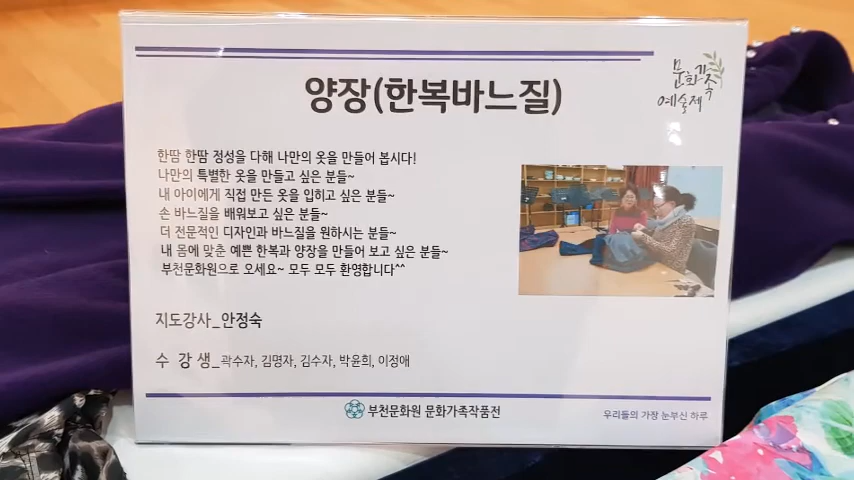 문화가족
예술제
양장(한복바느질)
한땀 한땀 정성을 다해 나만의 옷을 만들어 봅시다!
나만의 특별한 옷을 만들고 싶은 분들~
내 아이에게 직접 만든 옷을 입히고 싶은 분들~
손 바느질을 배워보고 싶은 분들~
더 전문적인 디자인과 바느질을 원하시는 분들~
내 몸에 맞춘 예쁜 한복과 양장을 만들어 보고 싶은 분들~
부천문화원으로 오세요~ 모두 모두 환영합니다^^
지도강사_안정숙
수 강 생_곽수자, 김명자, 김수자, 박윤희, 이정애
부천문화원 문화가족작품전
우리들의 가장 눈부신 하루